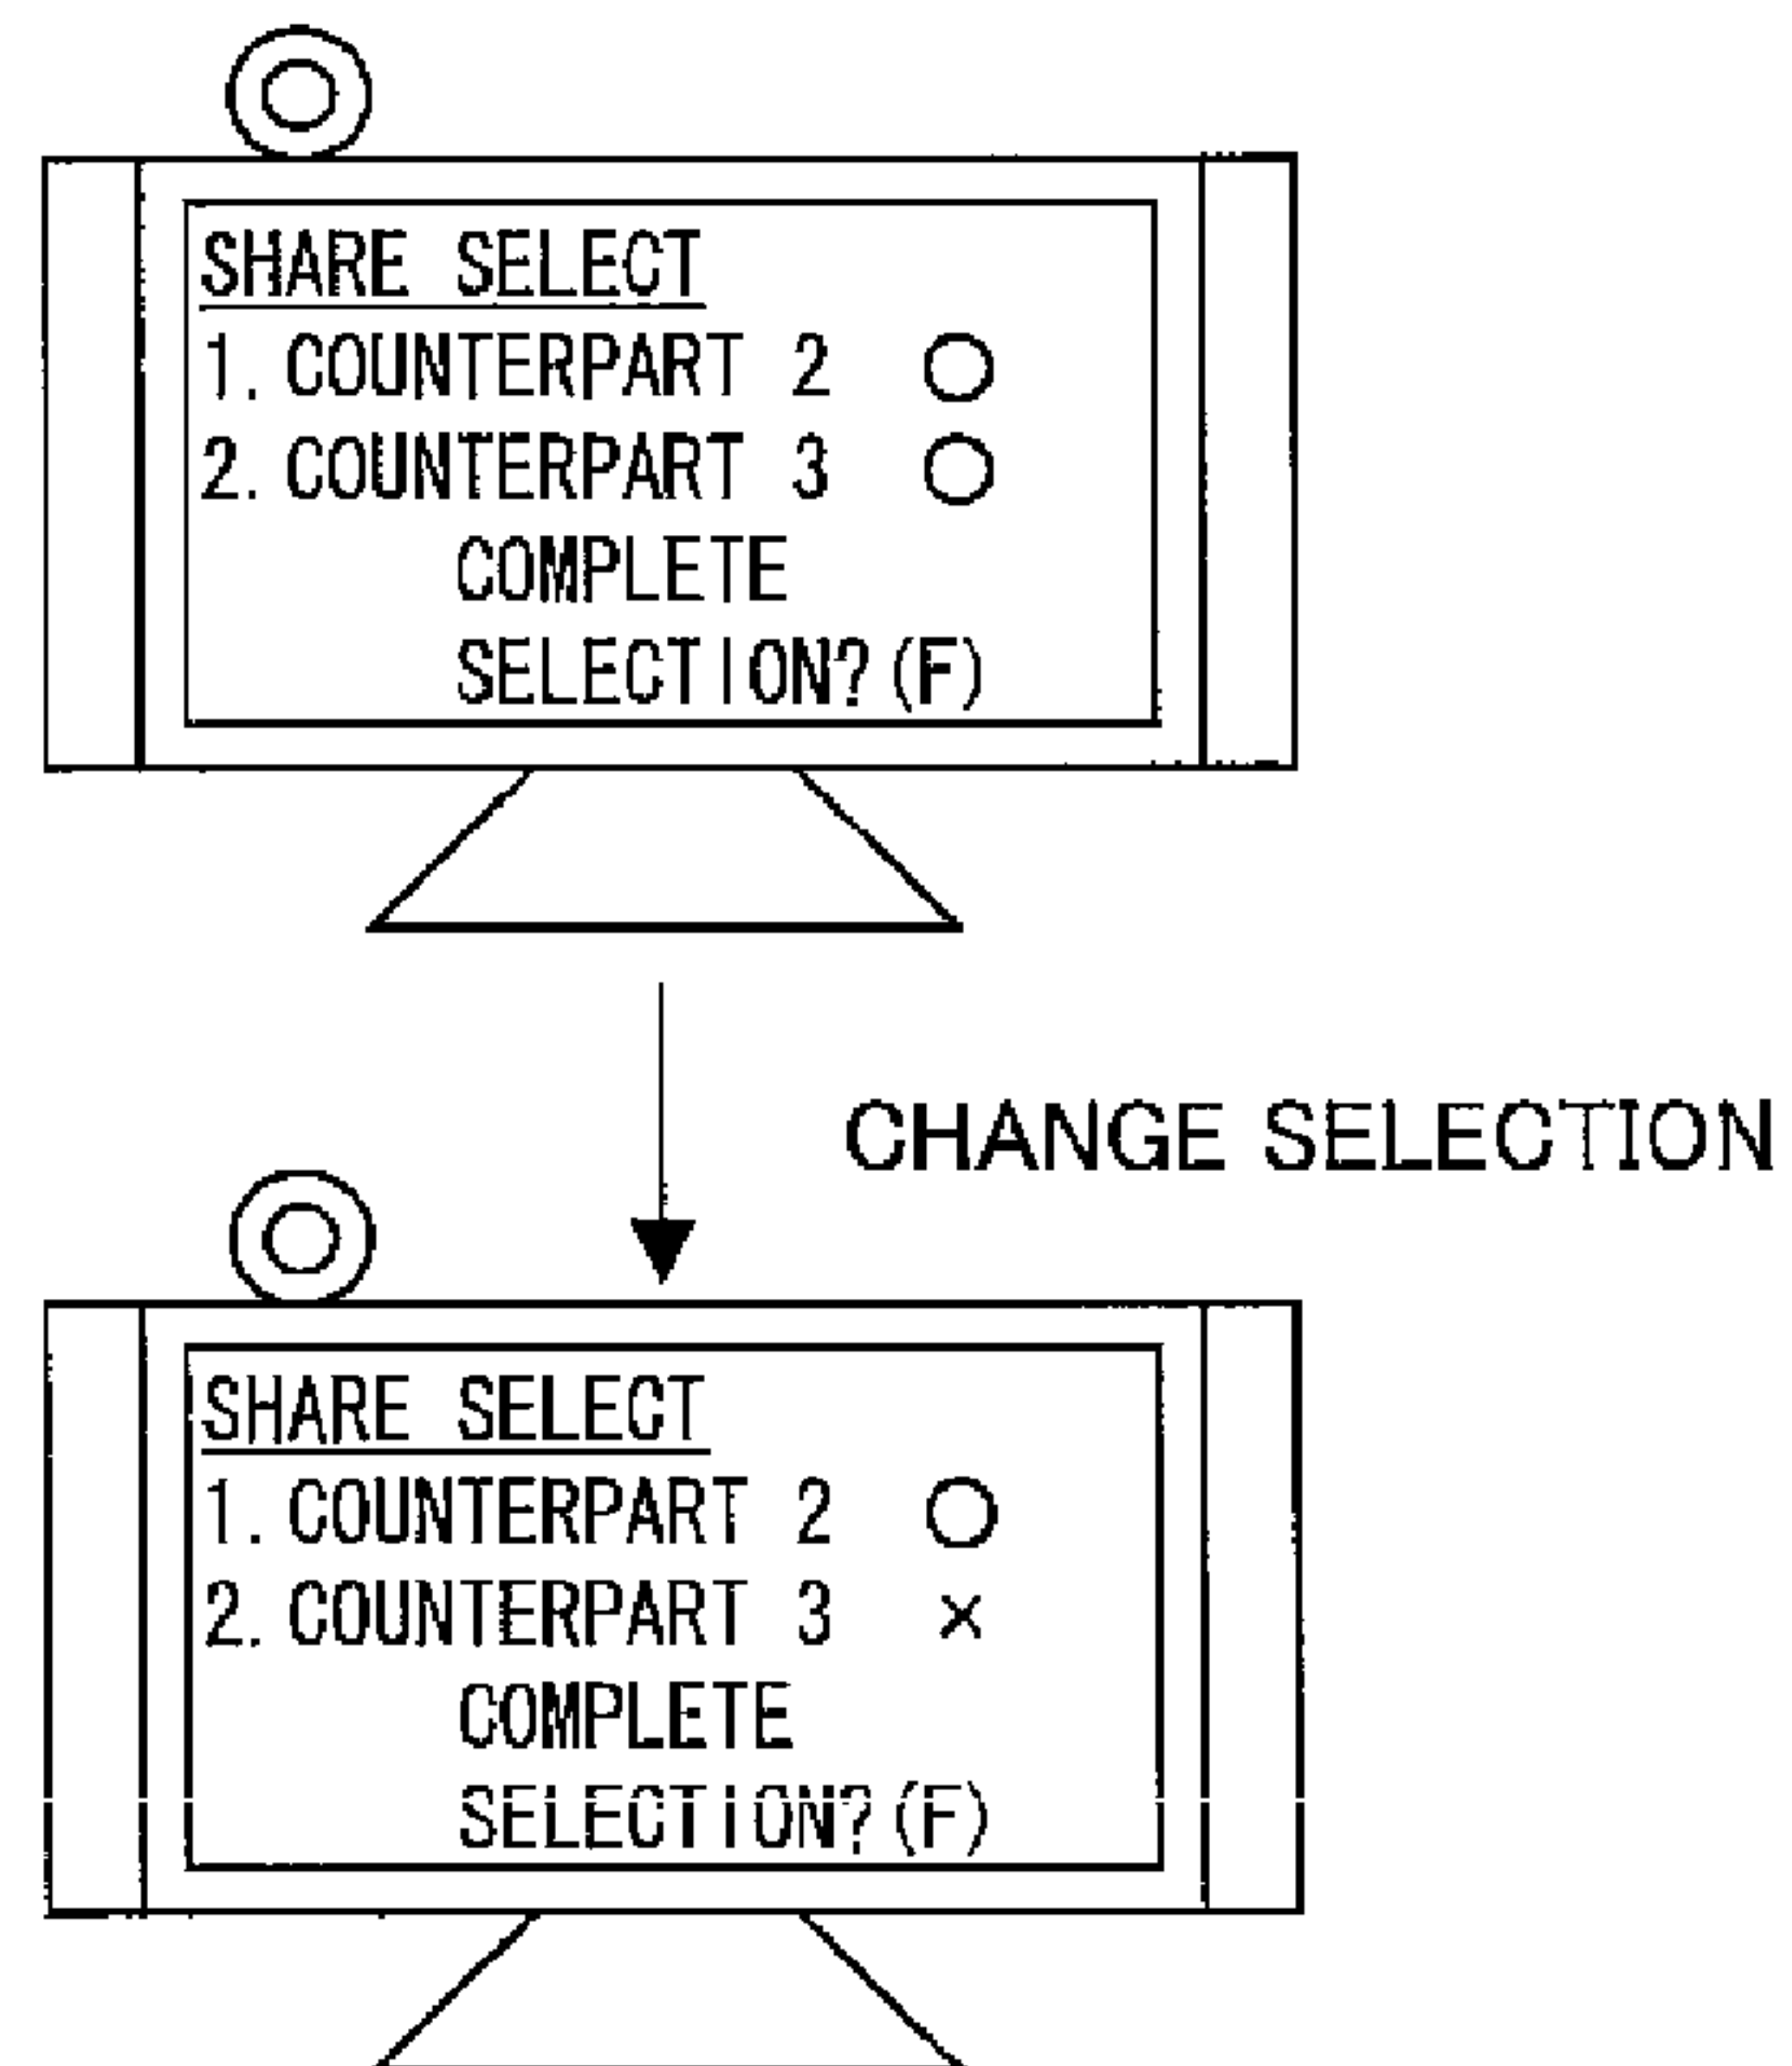 SHARE SELECT
1. COUNTERPART 2 ○
2. COUNTERPART 3 ○
COMPLETE
SELECTION?(F)
CHANGE SELECTION
SHARE SELECT
1. COUNTERPART 2 ○
2. COUNTERPART 3 ×
COMPLETE
SELECTION?(F)